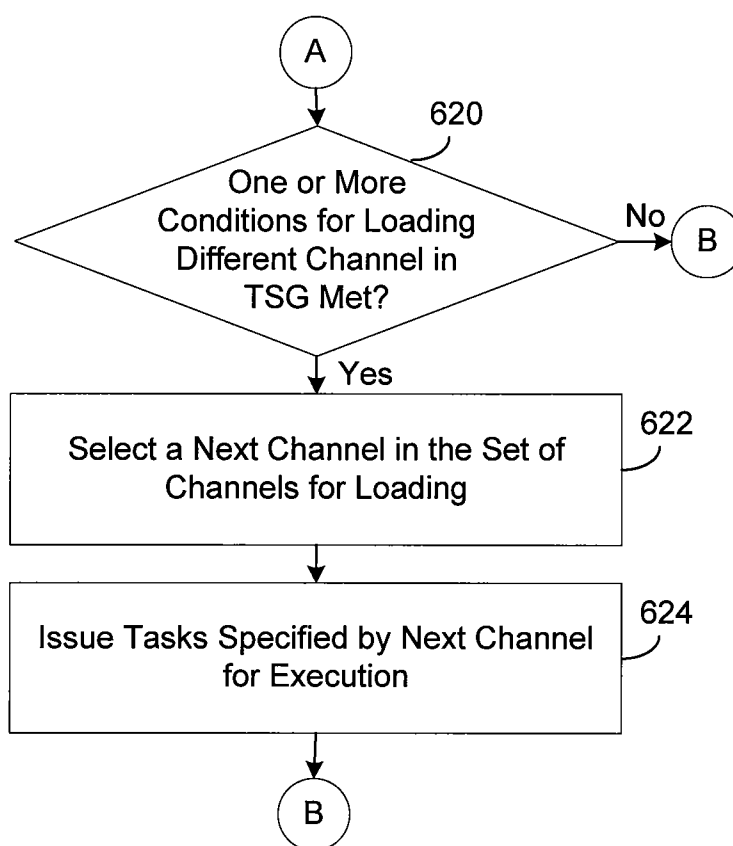 A
620
One or More
Conditions for Loading
Different Channel in
TSG Met?
No
B
Yes
622
Select a Next Channel in the Set of
Channels for Loading
624
Issue Tasks Specified by Next Channel
for Execution
B